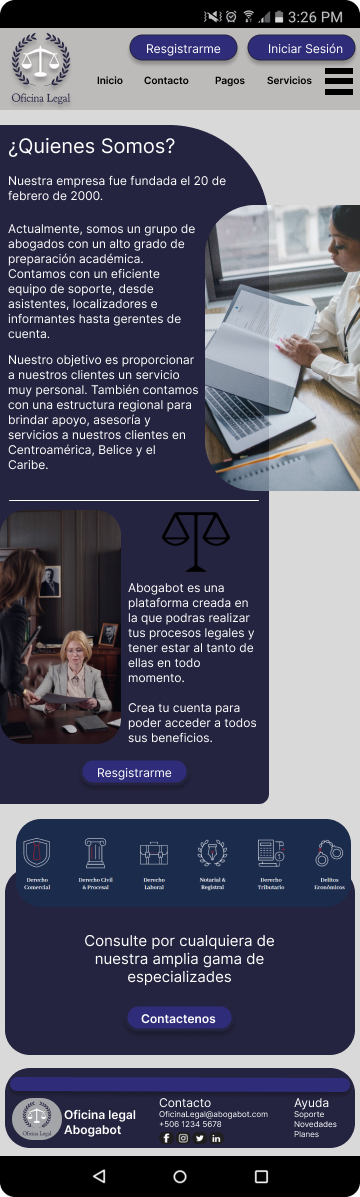 3:26 PM
Resgistrarme
Iniciar Sesión
Oficina Legal
Inicio
Contacto
Pagos
Servicios
¿Quienes Somos?
Nuestra empresa fue fundada el 20 de
febrero de 2000.
Actualmente, somos un grupo de
abogados con un alto grado de
preparación académica.
Contamos con un eficiente
equipo de soporte, desde
asistentes, localizadores e
informantes hasta gerentes de
cuenta.
Nuestro objetivo es proporcionar
a nuestros clientes un servicio
muy personal. También contamos
con una estructura regional para
brindar apoyo, asesoría y
servicios a nuestros clientes en
Centroamérica, Belice y el
Caribe.
Abogabot es una
plataforma creada en
la que podras realizar
tus procesos legales y
tener estar al tanto de
ellas en todo
momento.
Crea tu cuenta para
poder acceder a todos
sus beneficios.
Resgistrarme
Derecho
Comercial
Derecho Civil
& Procesal
Derecho
Laboral
Notarial &
Registral
Derecho
Tributario
Delitos
Económicos
Consulte por cualquiera de
nuestra amplia gama de
especializades
Contactenos
Oficina Legal
Oficina legal
Abogabot
Contacto
OficinaLegal@abogabot.com
+506 1234 5678
Ayuda
Soporte
Novedades
Planes